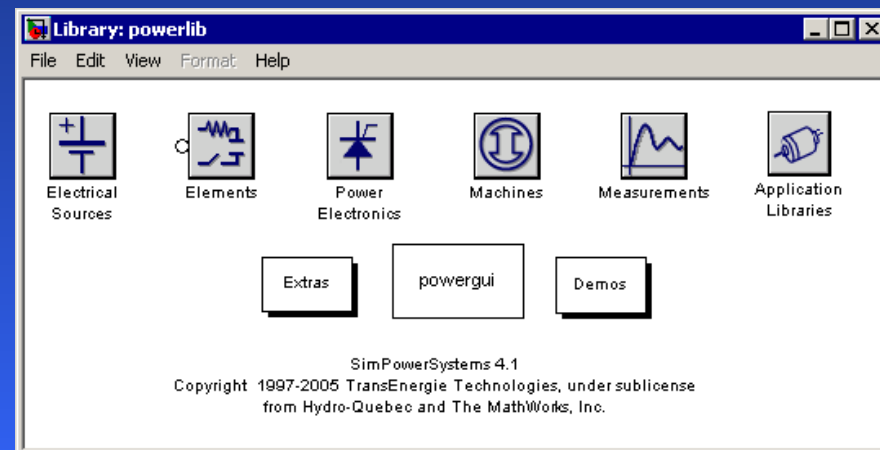 Library: powerlib
File Edit View Format Help
Electrical Sources
Elements
Power Electronics
Machines
Measurements
Application Libraries
Extras
powergui
Demos
SimPowerSystems 4.1
Copyright 1997-2005 TransEnergie Technologies, under sublicense
from Hydro-Quebec and The MathWorks, Inc.